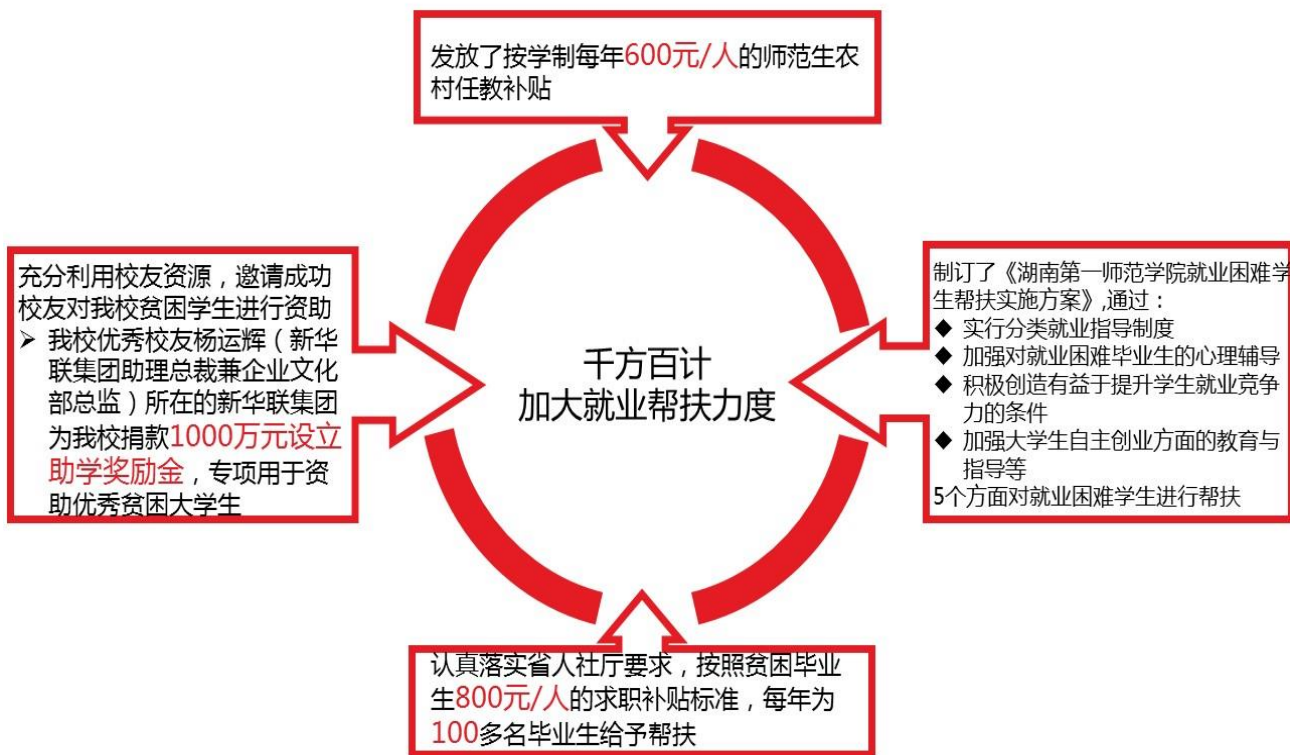 发放了按学制每年600元/人的师范生农
村任教补贴
充分利用校友资源，邀请成功
校友对我校贫困学生进行资助
➢ 我校优秀校友杨运辉（新华
联集团助理总裁兼企业文化
部总监）所在的新华联集团
为我校捐款1000万元设立
助学奖励金，专项用于资
助优秀贫困大学生
千方百计
加大就业帮扶力度
制订了《湖南第一师范学院就业困难学
生帮扶实施方案》,通过：
◆ 实行分类就业指导制度
◆ 加强对就业困难毕业生的心理辅导
◆ 积极创造有益于提升学生就业竞争
力的条件
◆ 加强大学生自主创业方面的教育与
指导等
5个方面对就业困难学生进行帮扶
认真落实省人社厅要求，按照贫困毕业
生800元/人的求职补贴标准，每年为
100多名毕业生给予帮扶